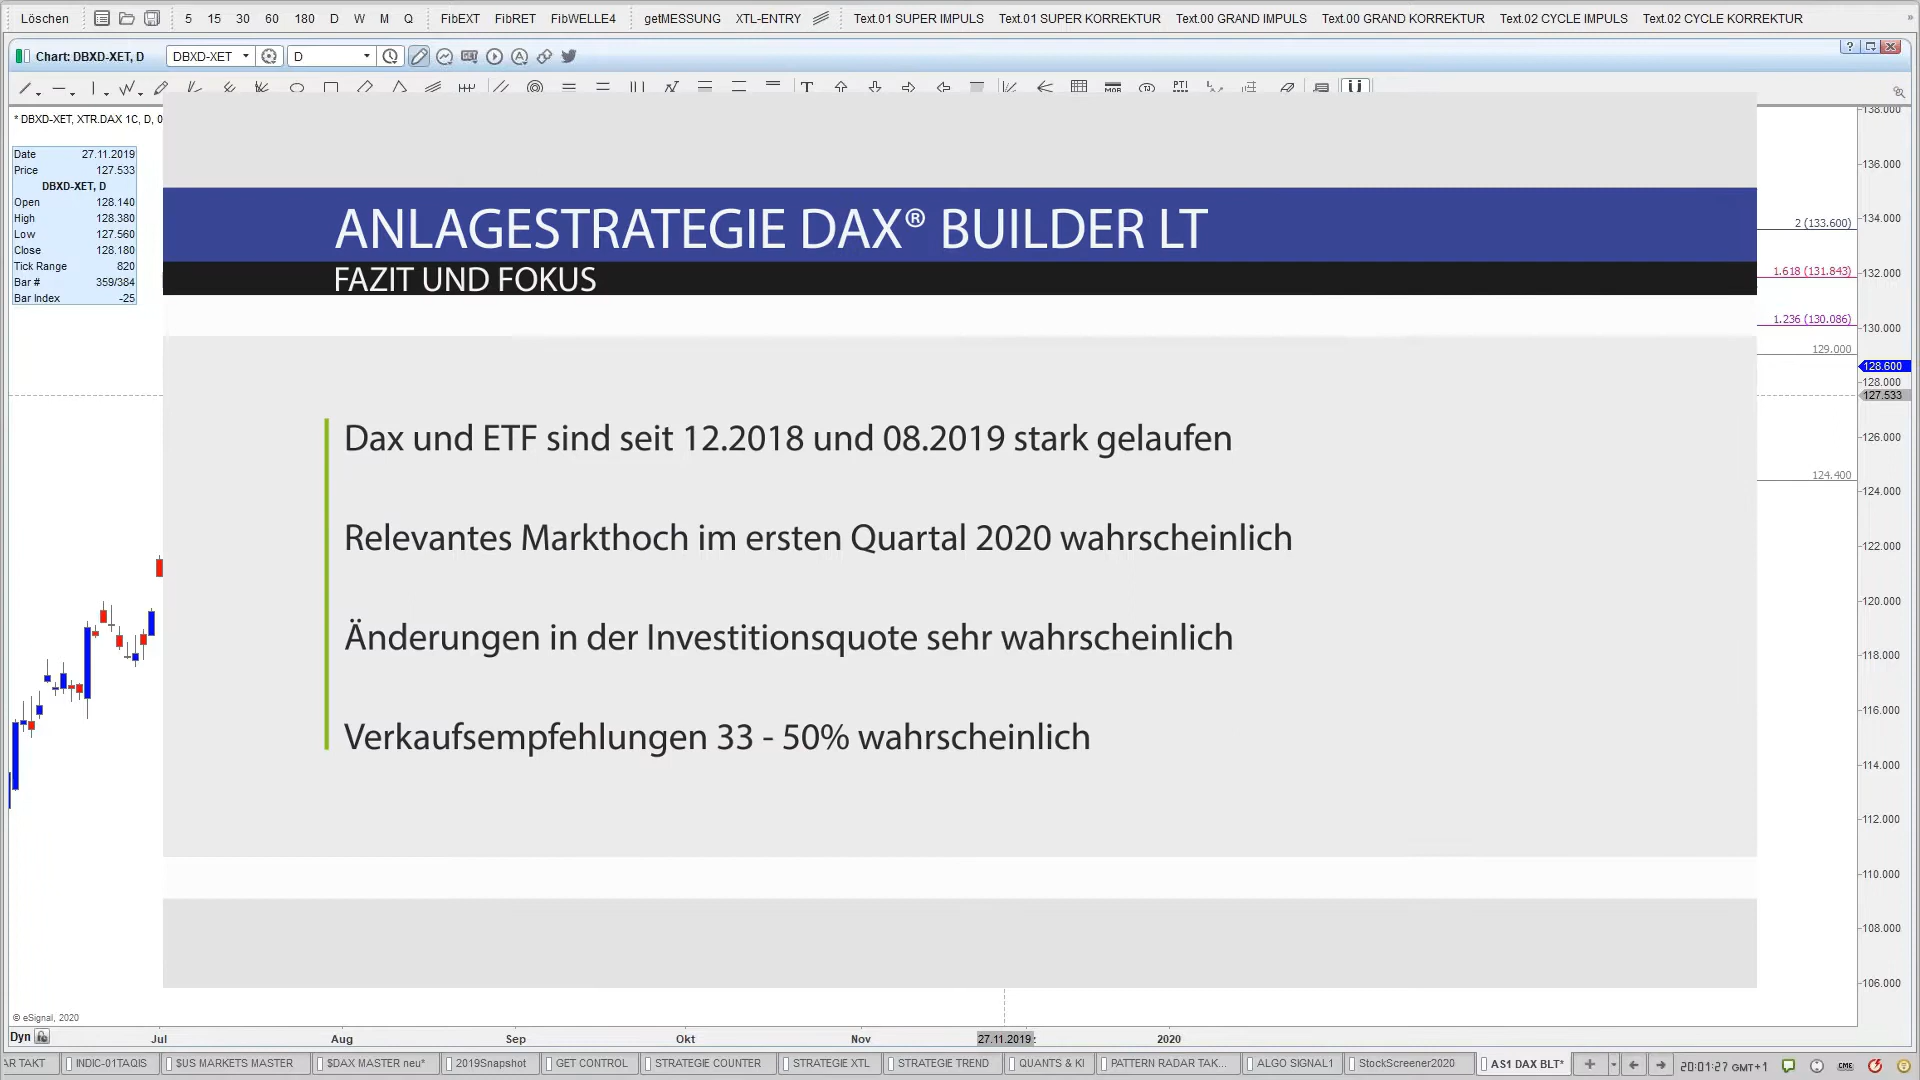 Löschen 5 15 30 60 180 D W M Q FibEXT FibRET FibWELLE4 getMESSUNG XTL-ENTRY Text.01 SUPER IMPULS Text.01 SUPER KORREKTUR Text.00 GRAND IMPULS Text.00 GRAND KORREKTUR Text.02 CYCLE IMPULS Text.02 CYCLE KORREKTUR
Chart: DBXD-XET, D DBXD-XET D
* DBXD-XET, XTR.DAX 1C, D, 0
Date 27.11.2019
Price 127.533
DBXD-XET, D
Open 128.140
High 128.380
Low 127.560
Close 128.180
Tick Range 820
Bar # 359/384
Bar Index -25
ANLAGESTRATEGIE DAX® BUILDER LT
FAZIT UND FOKUS
Dax und ETF sind seit 12.2018 und 08.2019 stark gelaufen
Relevantes Markthoch im ersten Quartal 2020 wahrscheinlich
Änderungen in der Investitionsquote sehr wahrscheinlich
Verkaufsempfehlungen 33 - 50% wahrscheinlich
2 (133.600)
1.618 (131.843)
1.236 (130.086)
129.000
124.400
138.000
136.000
134.000
132.000
130.000
128.600
128.000
127.533
126.000
124.000
122.000
120.000
118.000
116.000
114.000
112.000
110.000
108.000
106.000
© eSignal, 2020
Dyn Jul Aug Sep Okt Nov 27.11.2019 2020
AR TAKT INDIC-01TAQIS $US MARKETS MASTER $DAX MASTER neu* 2019Snapshot GET CONTROL STRATEGIE COUNTER STRATEGIE XTL STRATEGIE TREND QUANTS & KI PATTERN RADAR TAK... ALGO SIGNAL1 StockScreener2020 AS1 DAX BLT* 20:01:27 GMT+1